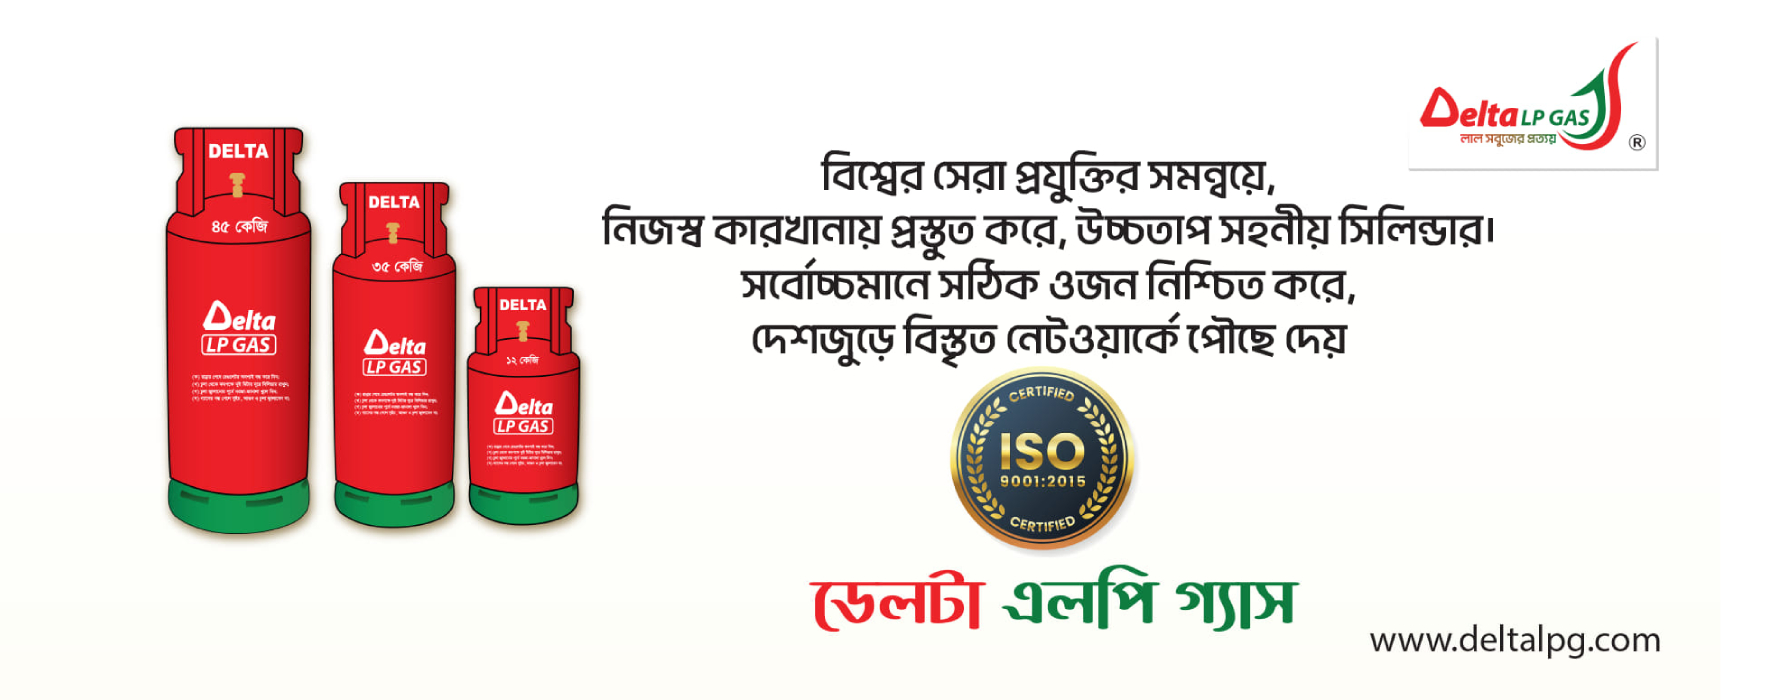 Delta LP GAS
লাল সবুজের প্রত্যয়
®
DELTA
৪৫ কেজি
Delta
LP GAS
DELTA
৩৫ কেজি
Delta
LP GAS
DELTA
১২ কেজি
Delta
LP GAS
বিশ্বের সেরা প্রযুক্তির সমন্বয়ে,
নিজস্ব কারখানায় প্রস্তুত করে, উচ্চতাপ সহনীয় সিলিন্ডার।
সর্বোচ্চমানে সঠিক ওজন নিশ্চিত করে,
দেশজুড়ে বিস্তৃত নেটওয়ার্কে পৌছে দেয়
CERTIFIED
ISO
9001:2015
CERTIFIED
ডেলটা এলপি গ্যাস
www.deltalpg.com